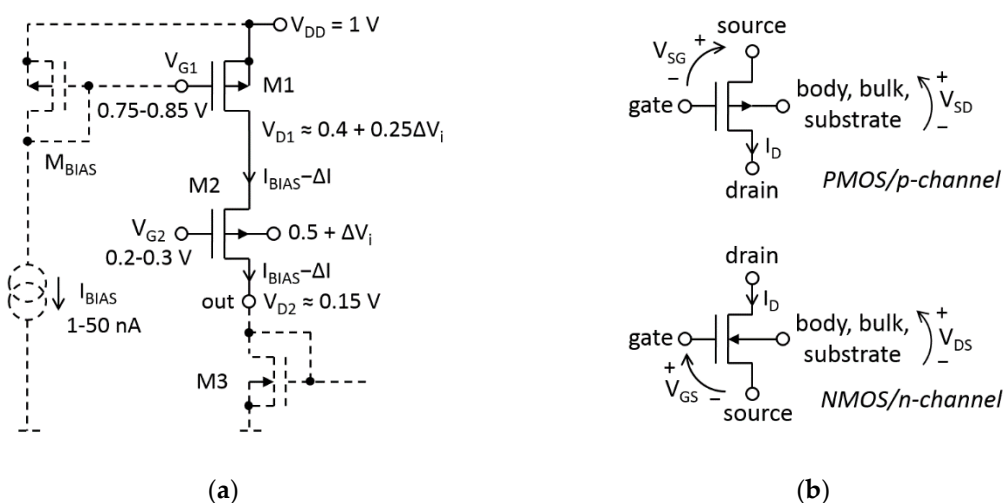 V_DD = 1 V
V_G1
M1
0.75-0.85 V
V_D1 ≈ 0.4 + 0.25ΔV_i
M_BIAS
M2
I_BIAS−ΔI
V_G2
0.5 + ΔV_i
0.2-0.3 V
I_BIAS−ΔI
I_BIAS
1-50 nA
out
V_D2 ≈ 0.15 V
M3
(a)
source
V_SG
+
−
gate
body, bulk,
substrate
+
V_SD
−
I_D
drain
PMOS/p-channel
drain
I_D
gate
body, bulk,
substrate
+
V_DS
−
+
V_GS
−
source
NMOS/n-channel
(b)